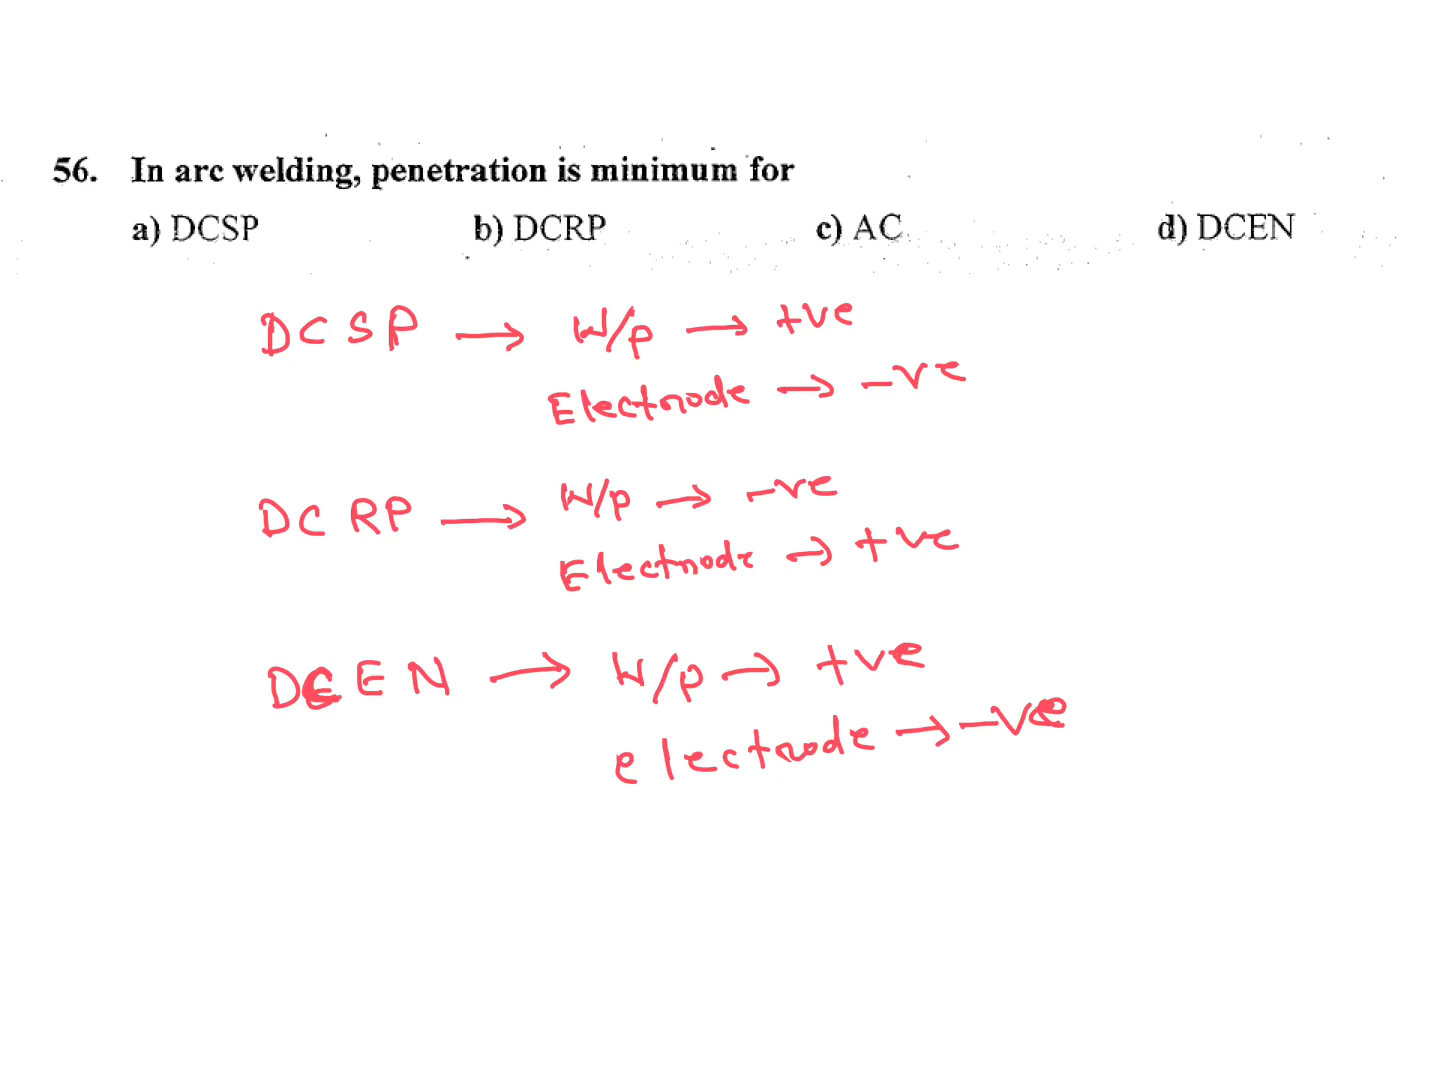 56. In arc welding, penetration is minimum for
a) DCSP b) DCRP c) AC d) DCEN
DCSP → W/p → +ve
Electrode → -ve
DCRP → W/p → -ve
Electrode → +ve
DCEN → W/p → +ve
electrode → -ve